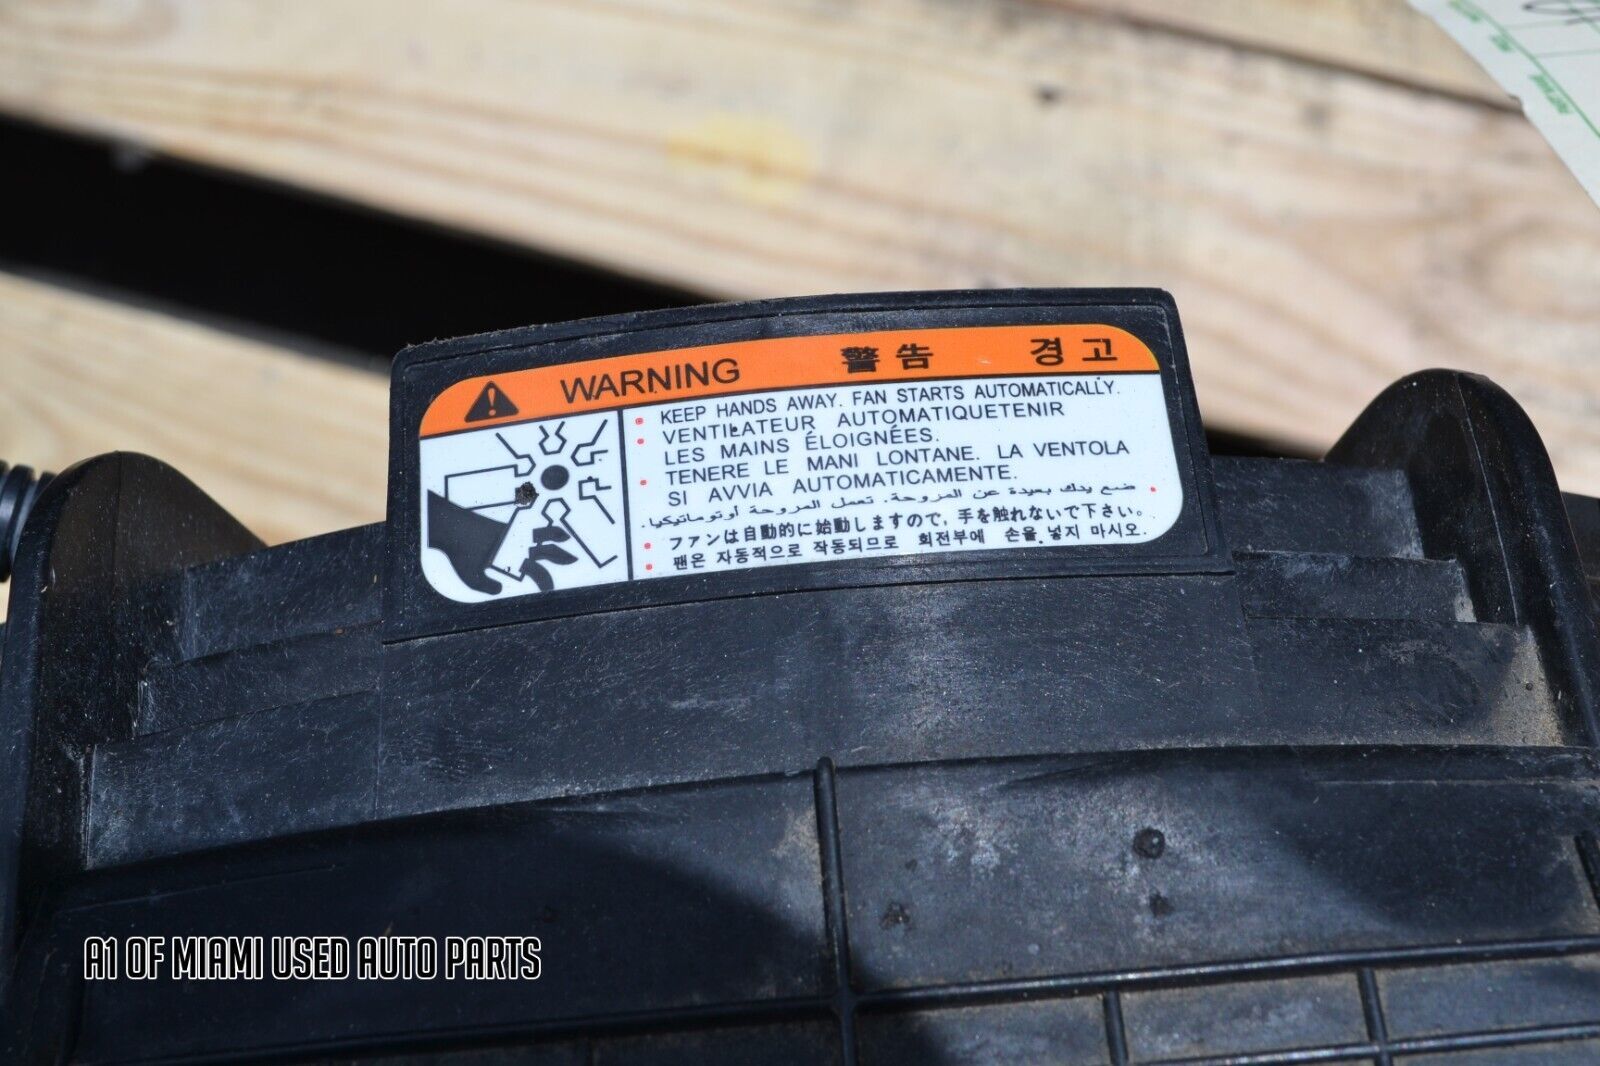 WARNING 警告 경고
KEEP HANDS AWAY. FAN STARTS AUTOMATICALLY.
VENTILATEUR AUTOMATIQUETENIR
LES MAINS ÉLOIGNÉES.
TENERE LE MANI LONTANE. LA VENTOLA
SI AVVIA AUTOMATICAMENTE.
ضع يدك بعيدة عن المروحة. تعمل المروحة أوتوماتيكيا.
ファンは自動的に始動しますので, 手を触れないで下さい。
팬은 자동적으로 작동되므로 회전부에 손을 넣지 마시오.
A1 OF MIAMI USED AUTO PARTS